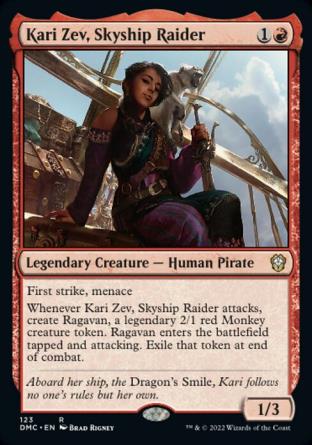 Kari Zev, Skyship Raider 1
Legendary Creature — Human Pirate
First strike, menace
Whenever Kari Zev, Skyship Raider attacks,
create Ragavan, a legendary 2/1 red Monkey
creature token. Ragavan enters the battlefield
tapped and attacking. Exile that token at end
of combat.
Aboard her ship, the Dragon's Smile, Kari follows
no one's rules but her own.
1/3
123 R
DMC • EN BRAD RIGNEY
™ & © 2022 Wizards of the Coast